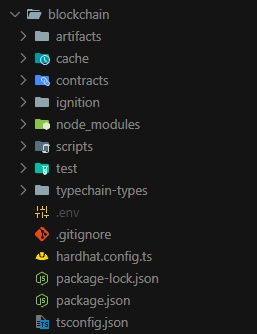 blockchain
artifacts
cache
contracts
ignition
node_modules
scripts
test
typechain-types
.env
.gitignore
hardhat.config.ts
package-lock.json
package.json
tsconfig.json